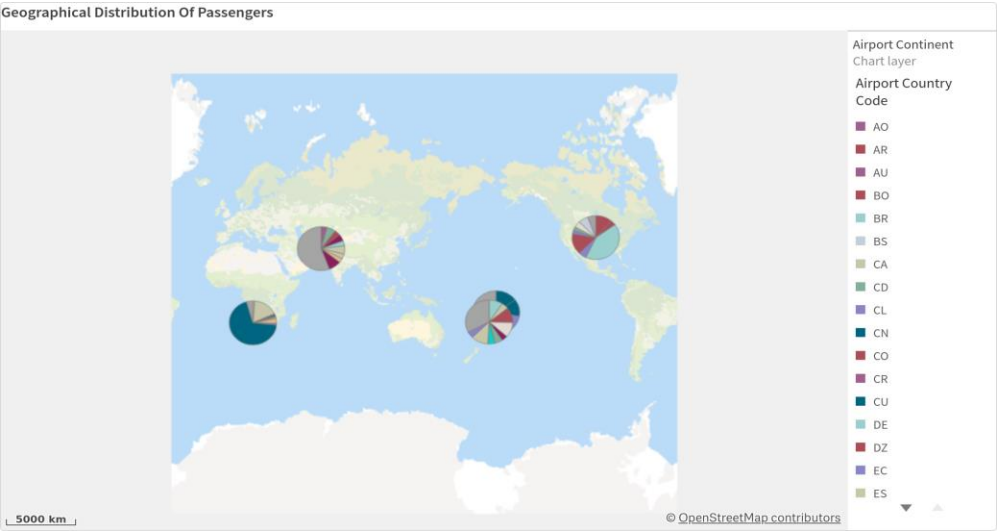 Geographical Distribution Of Passengers
Airport Continent
Chart layer
Airport Country
Code
AO
AR
AU
BO
BR
BS
CA
CD
CL
CN
CO
CR
CU
DE
DZ
EC
ES
5000 km
© OpenStreetMap contributors